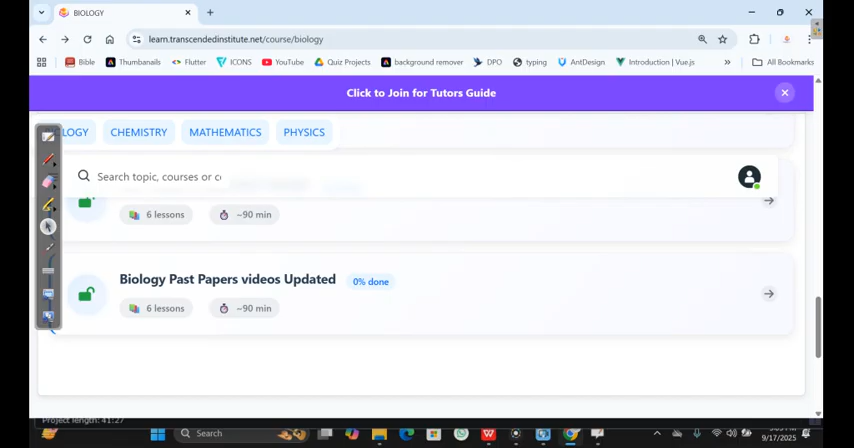 BIOLOGY
learn.transcendedinstitute.net/course/biology
Bible Thumbanails Flutter ICONS YouTube Quiz Projects background remover DPO typing AntDesign Introduction | Vue.js » All Bookmarks
Click to Join for Tutors Guide
LOGY CHEMISTRY MATHEMATICS PHYSICS
Search topic, courses or co
6 lessons ~90 min
Biology Past Papers videos Updated 0% done
6 lessons ~90 min
Project length: 41:27
Search
9/17/2025